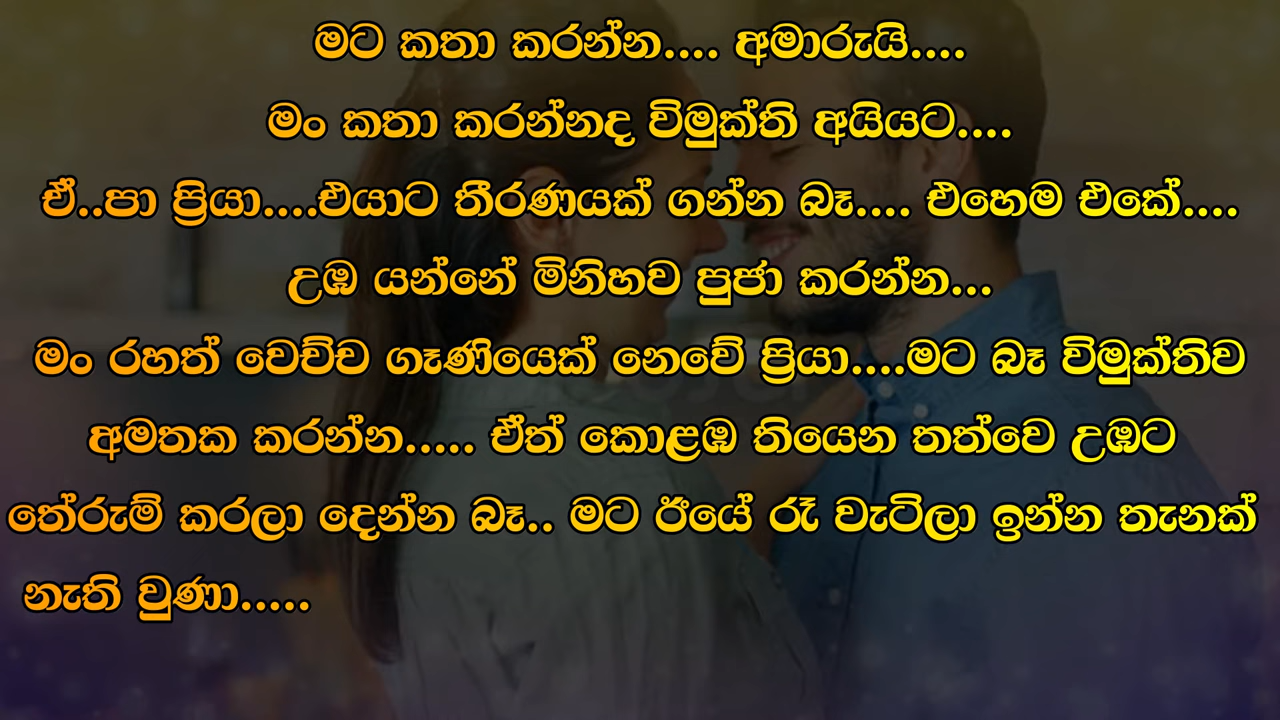 මට කතා කරන්න.... අමාරුයි....
මං කතා කරන්නද විමුක්ති අයියට....
ඒ..පා ප්‍රියා....එයාට තීරණයක් ගන්න බෑ.... එහෙම එකේ....
උඹ යන්නේ මිනිහව පුජා කරන්න...
මං රහත් වෙච්ච ගෑණියෙක් නෙවේ ප්‍රියා....මට බෑ විමුක්තිව
අමතක කරන්න..... ඒත් කොළඹ තියෙන තත්වෙ උඹට
තේරුම් කරලා දෙන්න බෑ.. මට ඊයේ රෑ වැටිලා ඉන්න තැනක්
නැති වුණා.....